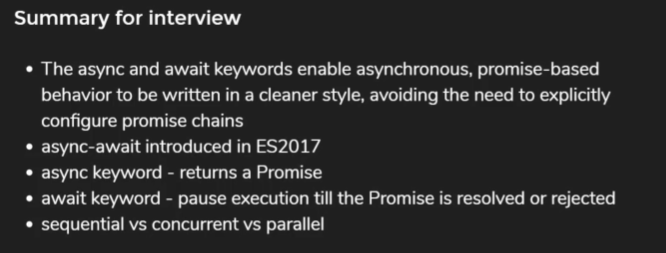 Summary for interview
• The async and await keywords enable asynchronous, promise-based
behavior to be written in a cleaner style, avoiding the need to explicitly
configure promise chains
• async-await introduced in ES2017
• async keyword - returns a Promise
• await keyword - pause execution till the Promise is resolved or rejected
• sequential vs concurrent vs parallel